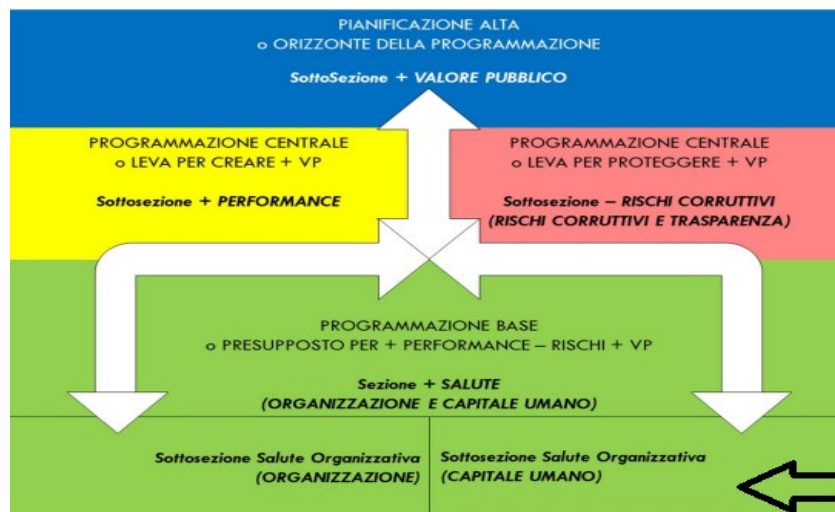 PIANIFICAZIONE ALTA
o ORIZZONTE DELLA PROGRAMMAZIONE
SottoSezione + VALORE PUBBLICO
PROGRAMMAZIONE CENTRALE
o LEVA PER CREARE + VP
Sottosezione + PERFORMANCE
PROGRAMMAZIONE CENTRALE
o LEVA PER PROTEGGERE + VP
Sottosezione – RISCHI CORRUTTIVI
(RISCHI CORRUTTIVI E TRASPARENZA)
PROGRAMMAZIONE BASE
o PRESUPPOSTO PER + PERFORMANCE – RISCHI + VP
Sezione + SALUTE
(ORGANIZZAZIONE E CAPITALE UMANO)
Sottosezione Salute Organizzativa
(ORGANIZZAZIONE)
Sottosezione Salute Organizzativa
(CAPITALE UMANO)